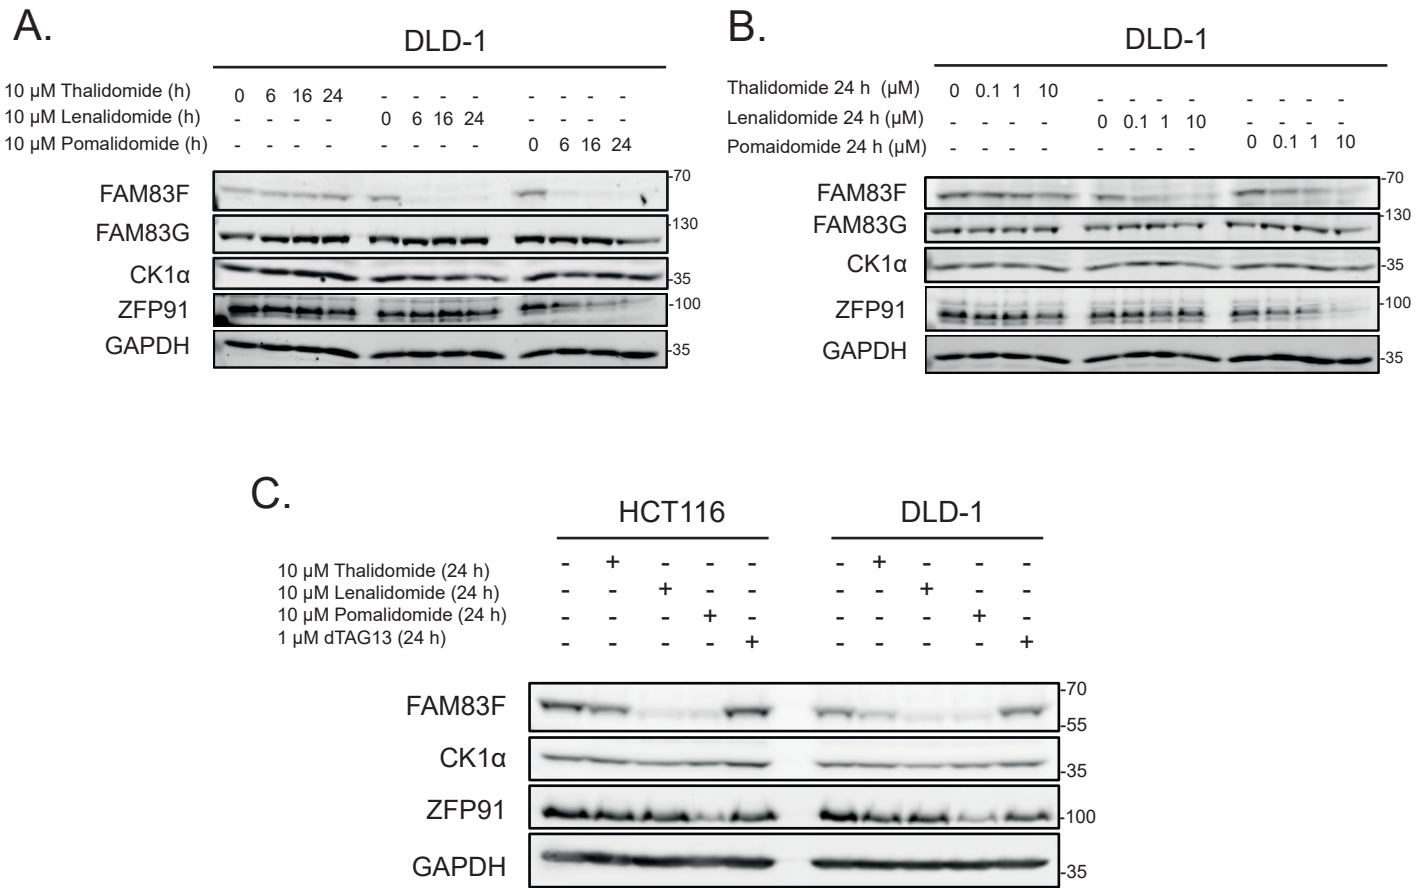 A.
DLD-1
10 µM Thalidomide (h) 0 6 16 24 - - - - - - - -
10 µM Lenalidomide (h) - - - - 0 6 16 24 - - - -
10 µM Pomalidomide (h) - - - - - - - - 0 6 16 24
FAM83F -70
FAM83G -130
CK1α -35
ZFP91 -100
GAPDH -35
B.
DLD-1
Thalidomide 24 h (µM) 0 0.1 1 10 - - - - - - - -
Lenalidomide 24 h (µM) - - - - 0 0.1 1 10 - - - -
Pomaidomide 24 h (µM) - - - - - - - - 0 0.1 1 10
FAM83F -70
FAM83G -130
CK1α -35
ZFP91 -100
GAPDH -35
C.
HCT116 DLD-1
10 µM Thalidomide (24 h) - + - - - - + - - -
10 µM Lenalidomide (24 h) - - + - - - - + - -
10 µM Pomalidomide (24 h) - - - + - - - - + -
1 µM dTAG13 (24 h) - - - - + - - - - +
FAM83F -70
-55
CK1α -35
ZFP91 -100
GAPDH -35